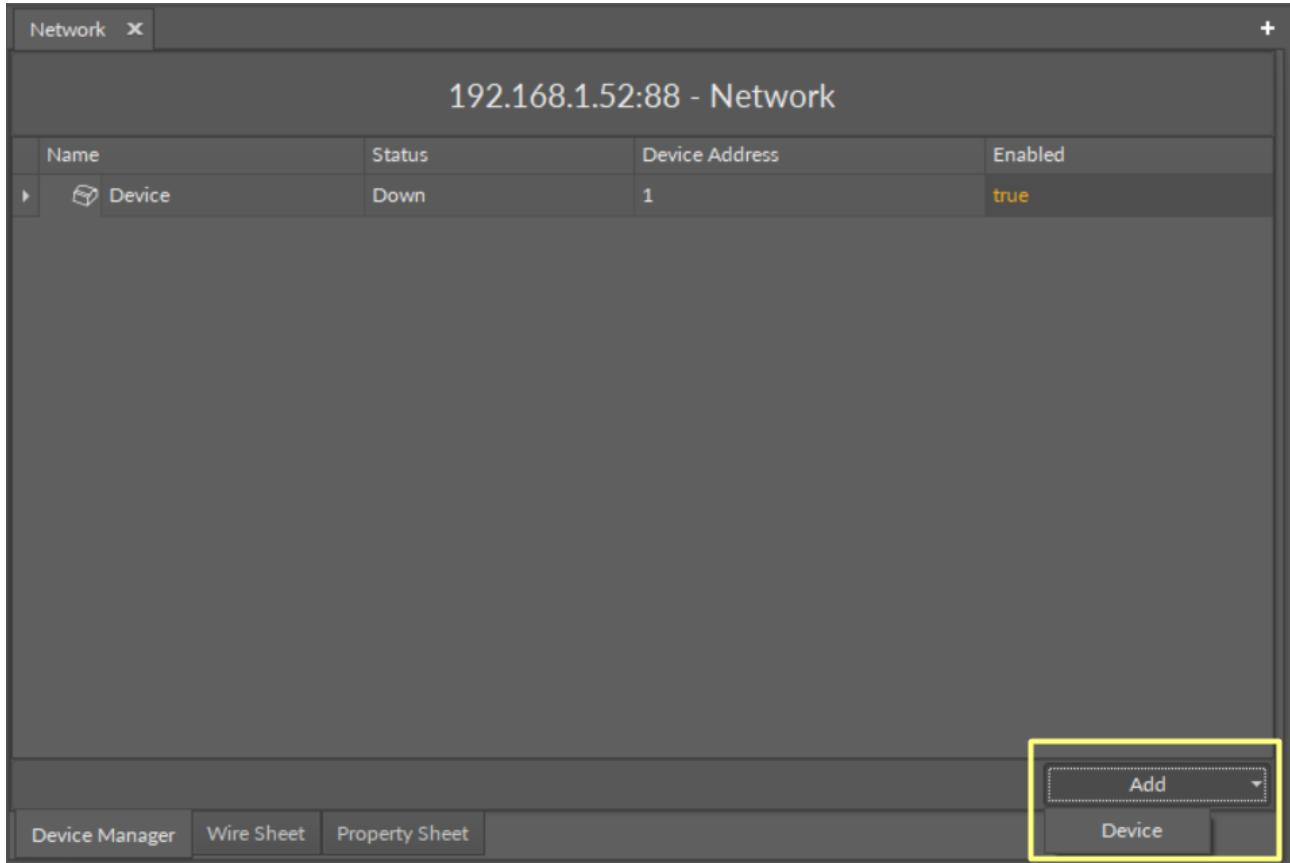 Network
192.168.1.52:88 - Network
Name Status Device Address Enabled
Device Down 1 true
Add
Device Manager Wire Sheet Property Sheet Device